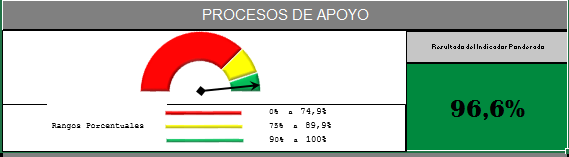 PROCESOS DE APOYO
Resultado del Indicador Ponderado
96,6%
0% a 74,9%
Rangos Porcentuales 75% a 89,9%
90% a 100%